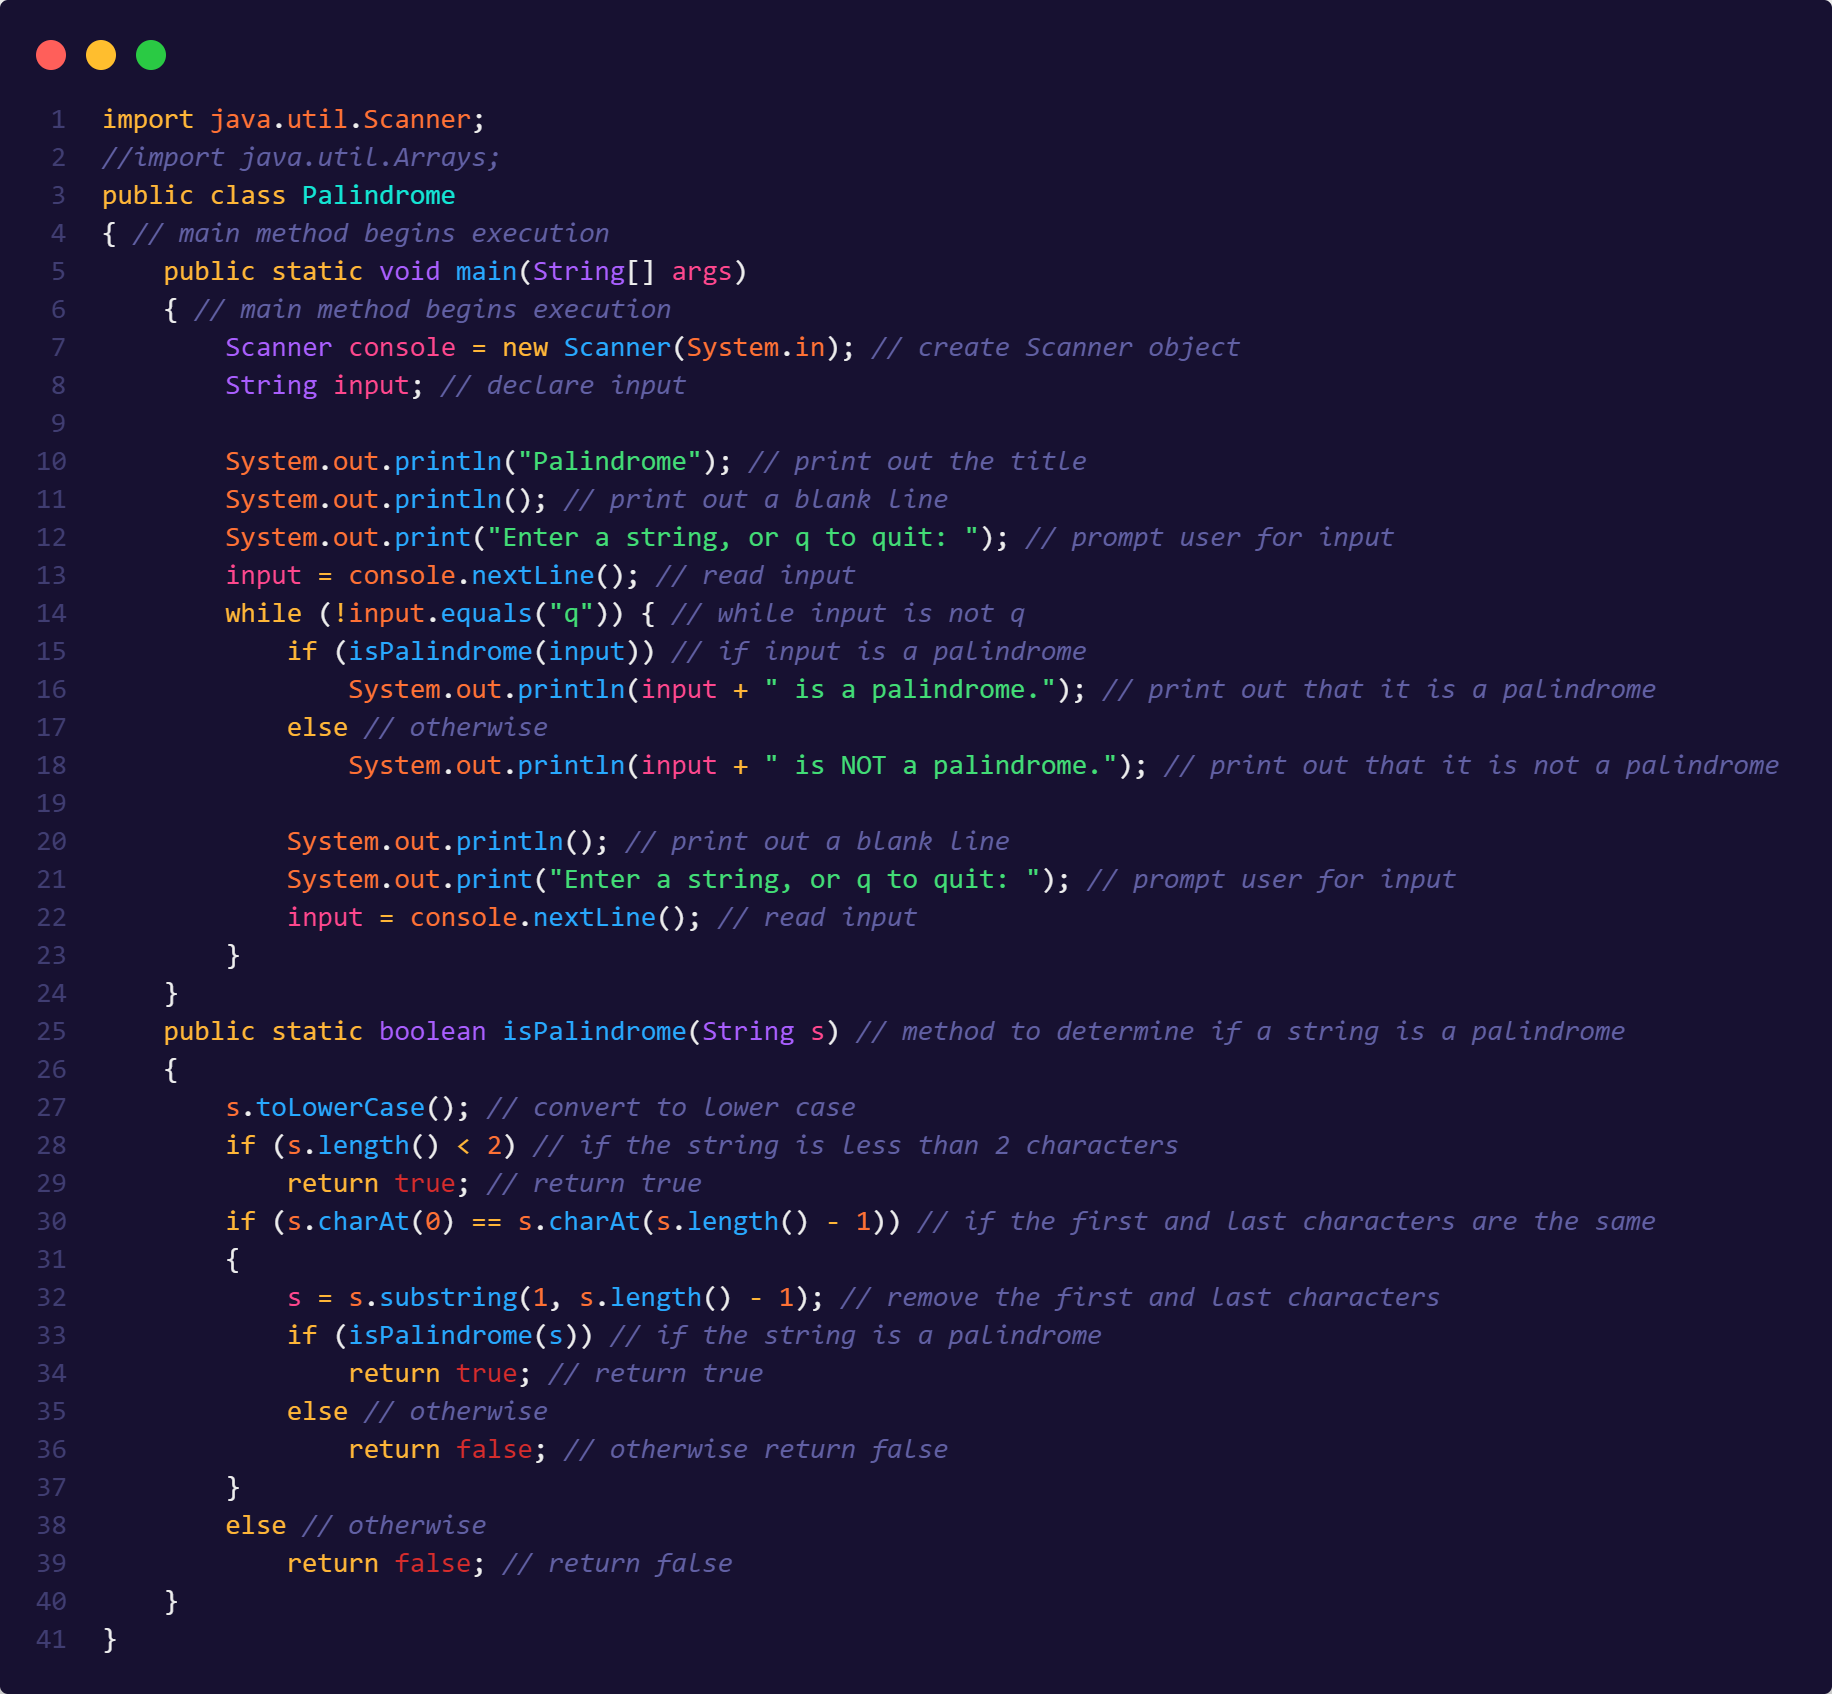 1 import java.util.Scanner;
2 //import java.util.Arrays;
3 public class Palindrome
4 { // main method begins execution
5     public static void main(String[] args)
6     { // main method begins execution
7         Scanner console = new Scanner(System.in); // create Scanner object
8         String input; // declare input
9
10         System.out.println("Palindrome"); // print out the title
11         System.out.println(); // print out a blank line
12         System.out.print("Enter a string, or q to quit: "); // prompt user for input
13         input = console.nextLine(); // read input
14         while (!input.equals("q")) { // while input is not q
15             if (isPalindrome(input)) // if input is a palindrome
16                 System.out.println(input + " is a palindrome."); // print out that it is a palindrome
17             else // otherwise
18                 System.out.println(input + " is NOT a palindrome."); // print out that it is not a palindrome
19
20             System.out.println(); // print out a blank line
21             System.out.print("Enter a string, or q to quit: "); // prompt user for input
22             input = console.nextLine(); // read input
23         }
24     }
25     public static boolean isPalindrome(String s) // method to determine if a string is a palindrome
26     {
27         s.toLowerCase(); // convert to lower case
28         if (s.length() < 2) // if the string is less than 2 characters
29             return true; // return true
30         if (s.charAt(0) == s.charAt(s.length() - 1)) // if the first and last characters are the same
31         {
32             s = s.substring(1, s.length() - 1); // remove the first and last characters
33             if (isPalindrome(s)) // if the string is a palindrome
34                 return true; // return true
35             else // otherwise
36                 return false; // otherwise return false
37         }
38         else // otherwise
39             return false; // return false
40     }
41 }